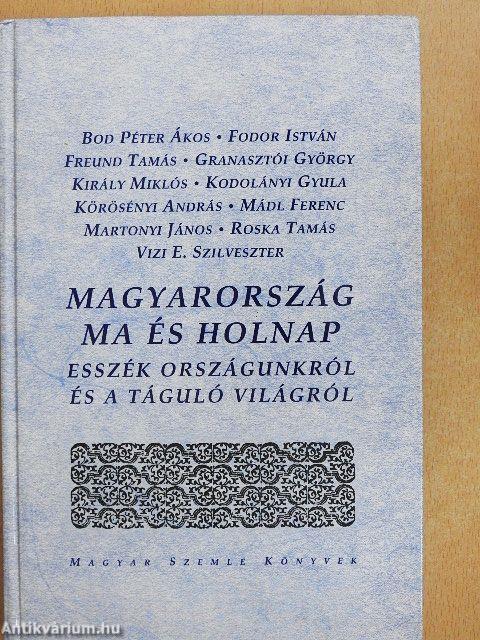 BOD PÉTER ÁKOS • FODOR ISTVÁN
FREUND TAMÁS • GRANASZTÓI GYÖRGY
KIRÁLY MIKLÓS • KODOLÁNYI GYULA
KÖRÖSÉNYI ANDRÁS • MÁDL FERENC
MARTONYI JÁNOS • ROSKA TAMÁS
VIZI E. SZILVESZTER
MAGYARORSZÁG
MA ÉS HOLNAP
ESSZÉK ORSZÁGUNKRÓL
ÉS A TÁGULÓ VILÁGRÓL
MAGYAR SZEMLE KÖNYVEK
Antikvárium.hu